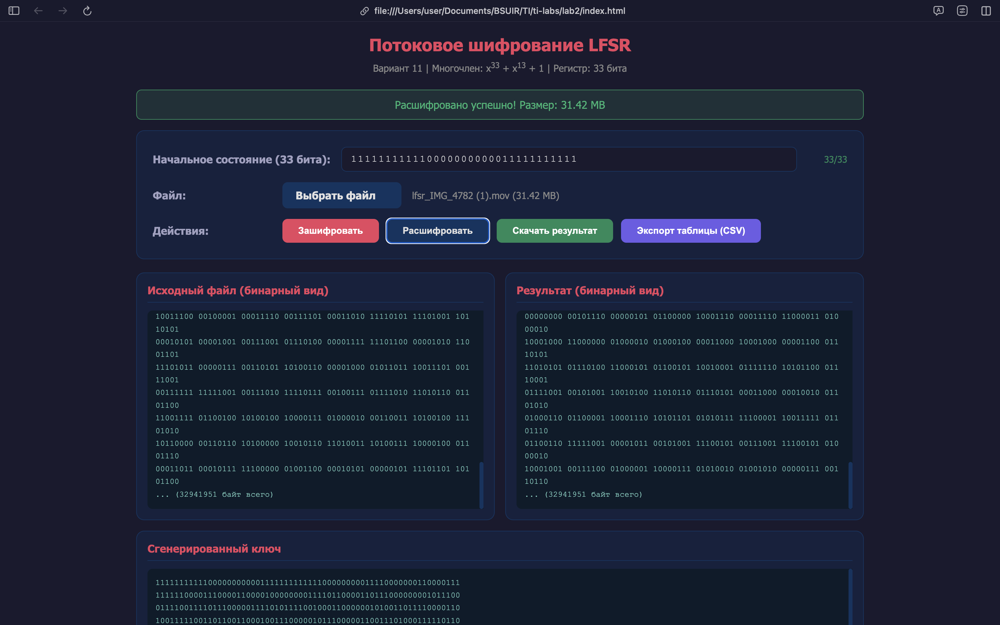 file:///Users/user/Documents/BSUIR/TI/ti-labs/lab2/index.html
Потоковое шифрование LFSR
Вариант 11 | Многочлен: x³³ + x¹³ + 1 | Регистр: 33 бита
Расшифровано успешно! Размер: 31.42 MB
Начальное состояние (33 бита): 111111111110000000000011111111111 33/33
Файл: Выбрать файл lfsr_IMG_4782 (1).mov (31.42 MB)
Действия: Зашифровать Расшифровать Скачать результат Экспорт таблицы (CSV)
Исходный файл (бинарный вид)
10011100 00100001 00011110 00111101 00011010 11110101 11101001 101
10101
00010101 00001001 00111001 01110100 00001111 11101100 00001010 110
01101
11101011 00000111 00110101 10100110 00001000 01011011 10011101 001
11001
00111111 11111001 00111010 11110111 00100111 01111010 11010110 011
01100
11001111 01100100 10100100 10000111 01000010 00110011 10100100 111
01010
10110000 00110110 10100000 10010110 11010011 10100111 10000100 011
01110
00011011 00010111 11100000 01001100 00010101 00000101 11101101 101
01100
... (32941951 байт всего)
Результат (бинарный вид)
00000000 00101110 00000101 01100000 10001110 00011110 11000011 010
00010
10001000 11000000 01000010 01000100 00011000 10001000 00001100 011
10101
11010101 01110100 11000101 01100101 10010001 01111110 10101100 011
10001
01111001 00101001 10010100 11010110 01110101 00011000 00010010 011
01010
01000110 01100001 10001110 10101101 01010111 11100001 10011111 011
01110
01100110 11111001 00001011 00101001 11100101 00111001 11100101 010
00010
10001001 00111100 01000001 10000111 01010010 01001010 00000111 001
10110
... (32941951 байт всего)
Сгенерированный ключ
1111111111100000000000111111111111100000000011110000000110000111
1111110000111000011000010000000011110110000110111000000001011100
0111100111101110000011110101111001000110000001010011011110000110
1001111100110110011000100111000001011100000110011101000111110110